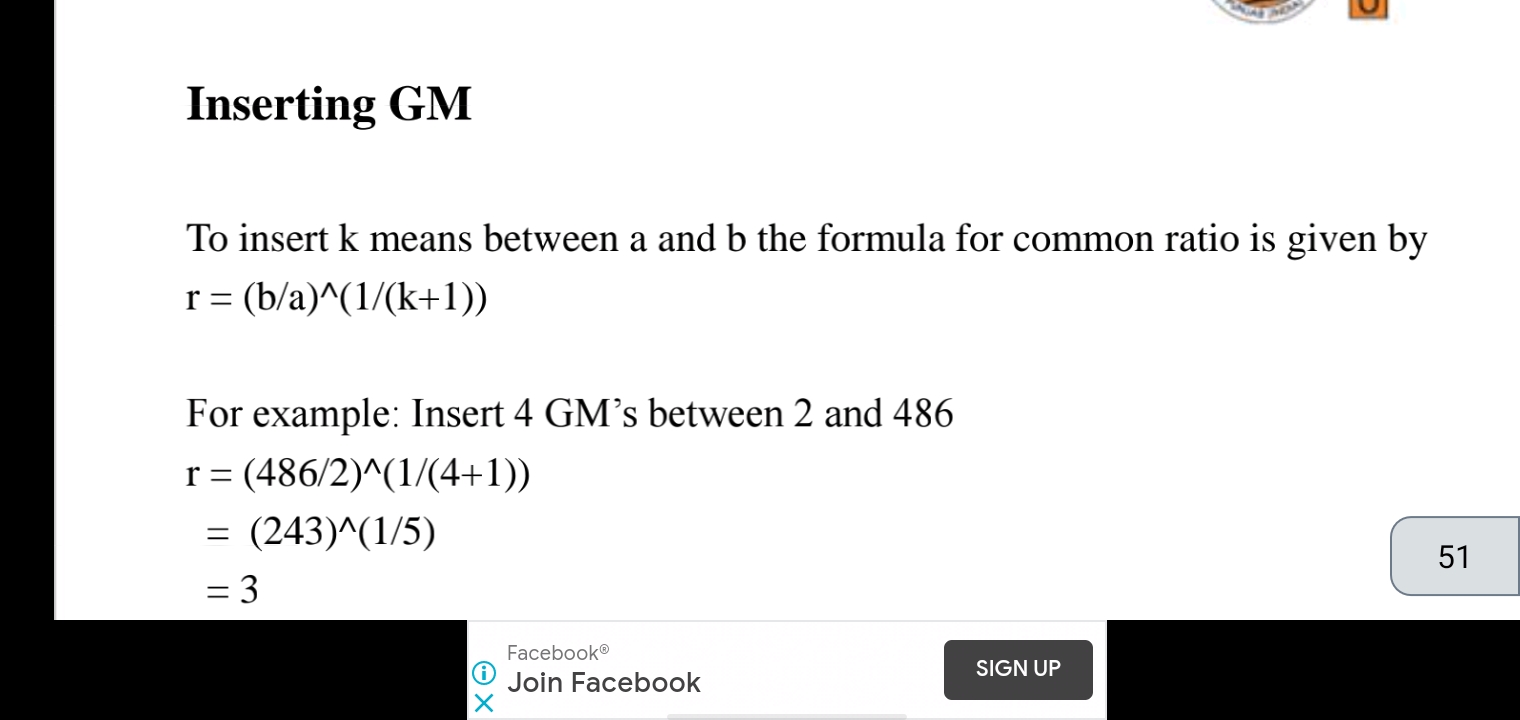 Inserting GM
To insert k means between a and b the formula for common ratio is given by
r = (b/a)^(1/(k+1))
For example: Insert 4 GM’s between 2 and 486
r = (486/2)^(1/(4+1))
= (243)^(1/5)
= 3
51
Facebook®
Join Facebook
SIGN UP